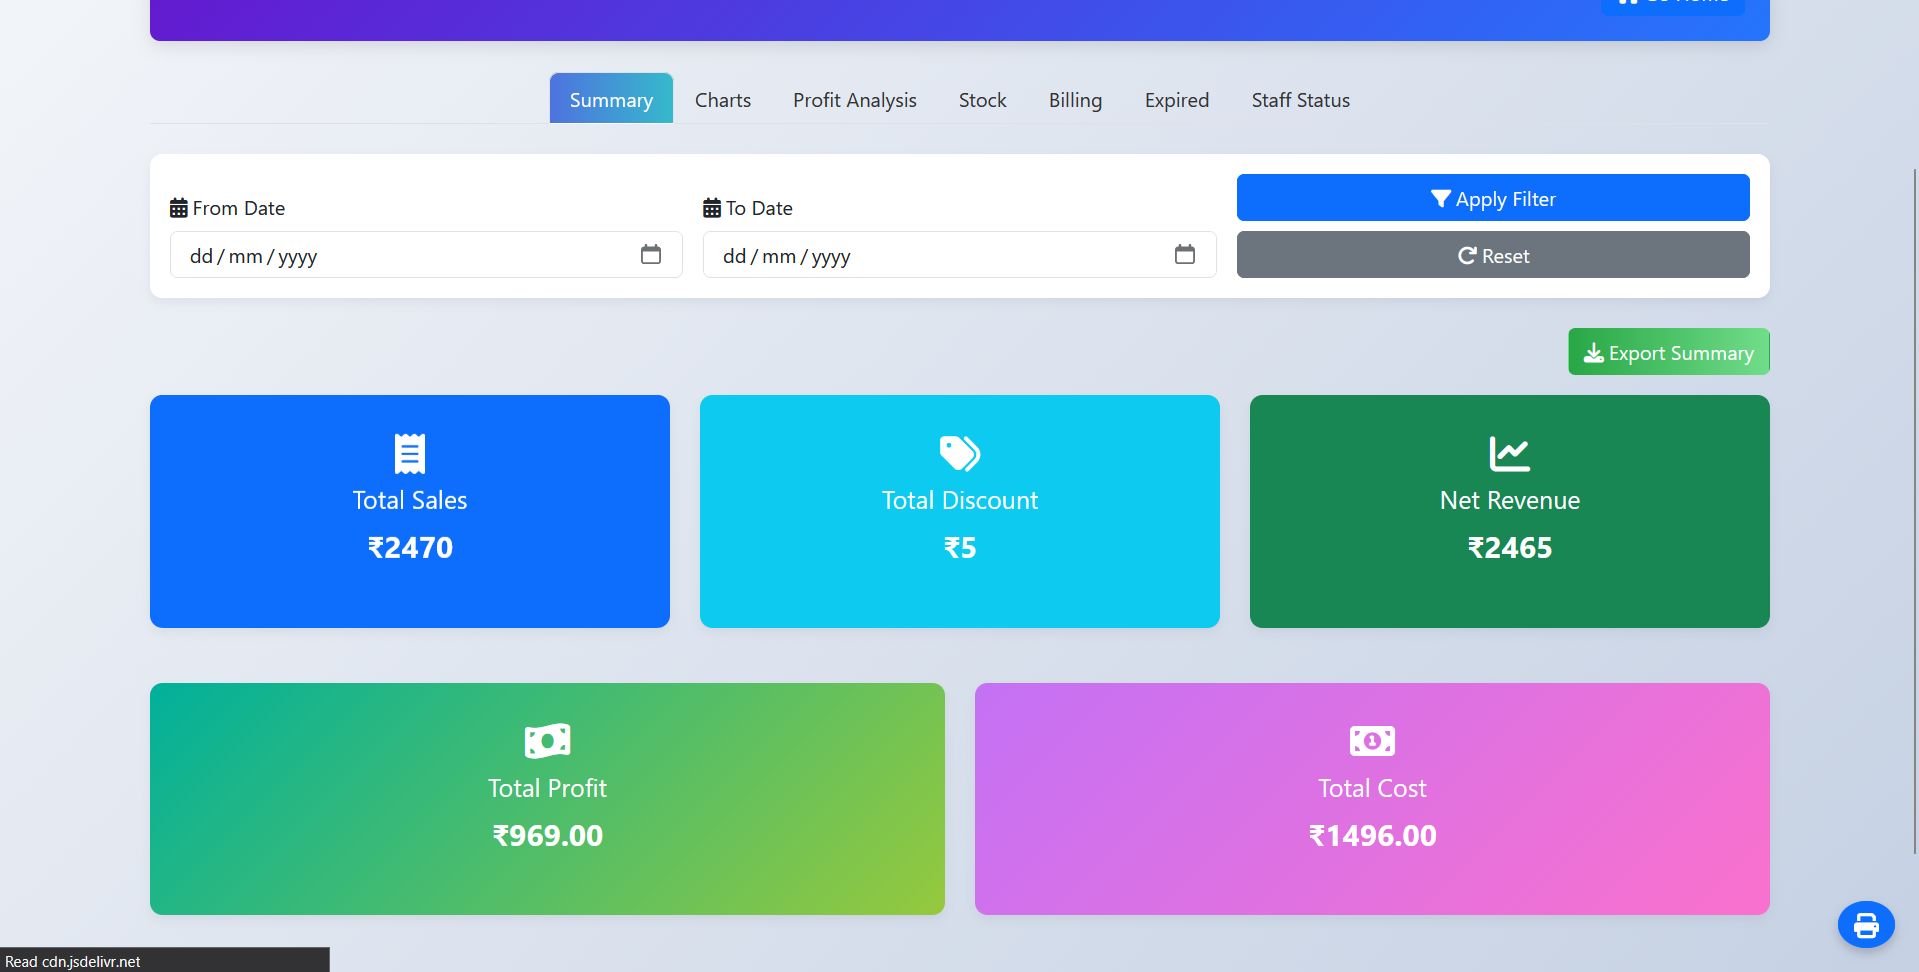 Summary
Charts
Profit Analysis
Stock
Billing
Expired
Staff Status
From Date
To Date
dd/mm/yyyy
dd/mm/yyyy
Apply Filter
Reset
Export Summary
Total Sales
₹2470
Total Discount
₹5
Net Revenue
₹2465
Total Profit
₹969.00
Total Cost
₹1496.00
Read cdn.jsdelivr.net